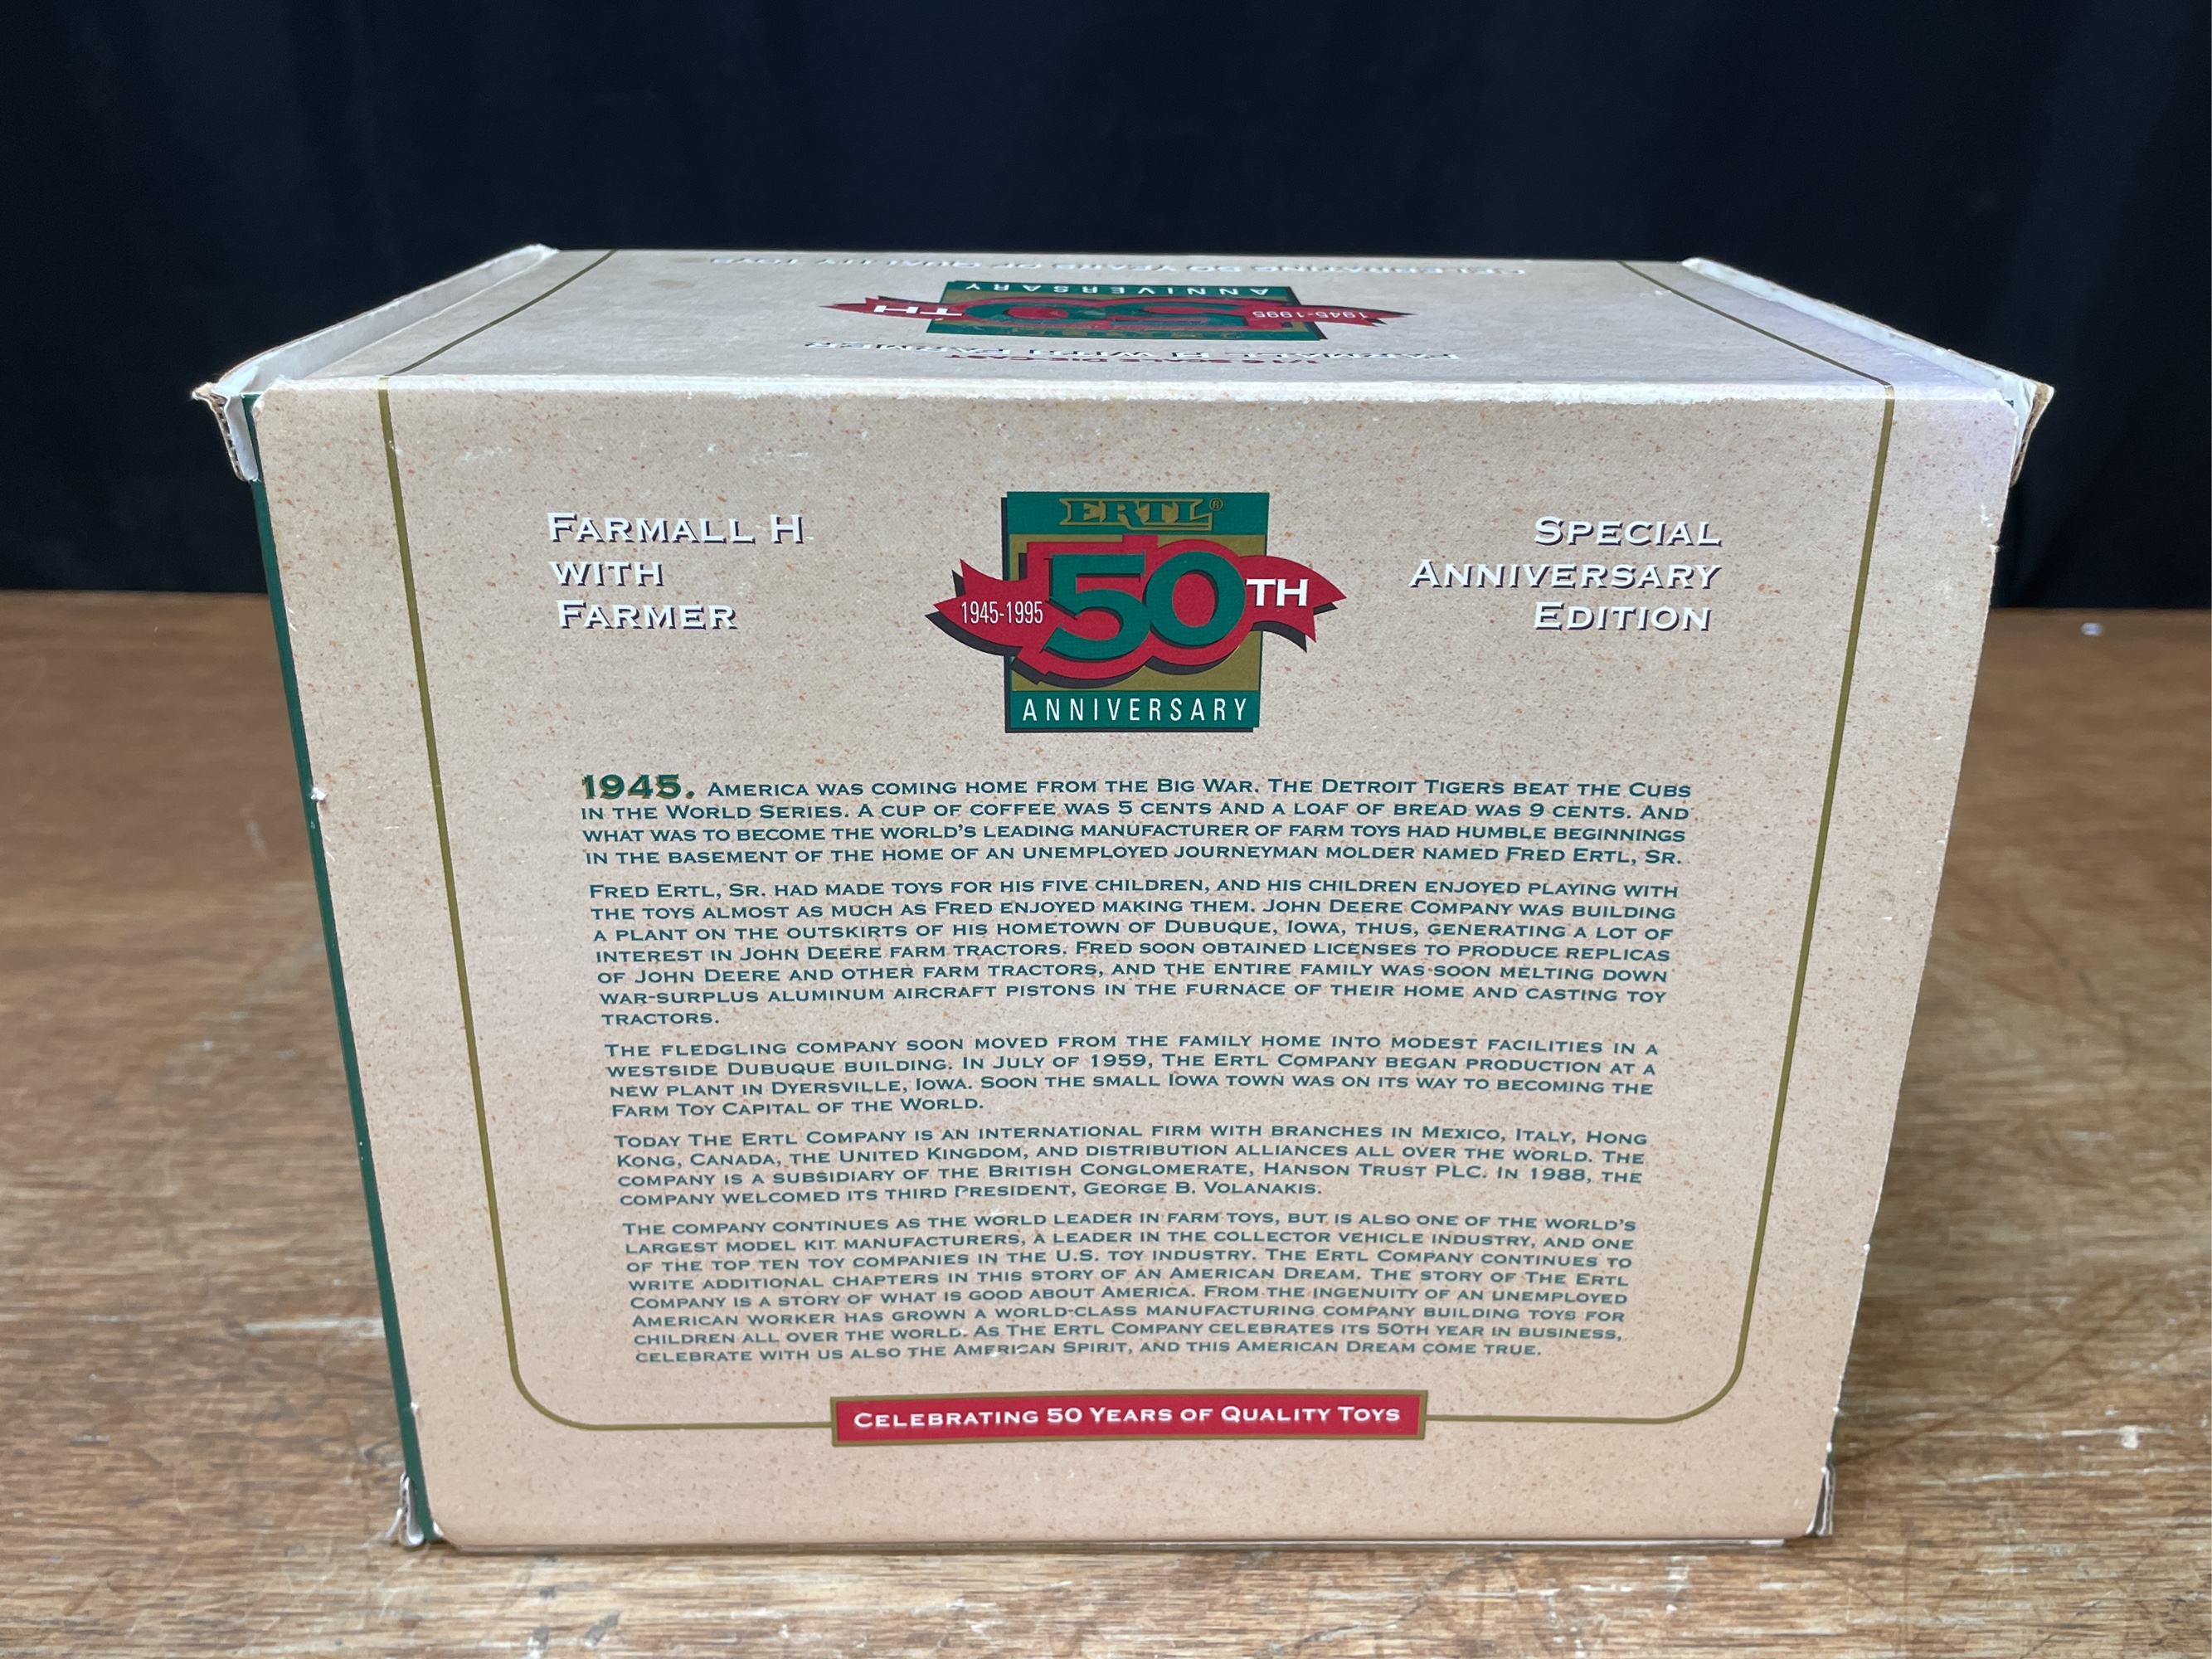 CELEBRATING 50 YEARS OF QUALITY TOYS
ANNIVERSARY
1945-1995 50 TH
1/16 SCALE DIE CAST
FARMALL H WITH FARMER
FARMALL H
WITH
FARMER
ERTL®
1945-1995 50TH
ANNIVERSARY
SPECIAL
ANNIVERSARY
EDITION
1945. AMERICA WAS COMING HOME FROM THE BIG WAR. THE DETROIT TIGERS BEAT THE CUBS
IN THE WORLD SERIES. A CUP OF COFFEE WAS 5 CENTS AND A LOAF OF BREAD WAS 9 CENTS. AND
WHAT WAS TO BECOME THE WORLD'S LEADING MANUFACTURER OF FARM TOYS HAD HUMBLE BEGINNINGS
IN THE BASEMENT OF THE HOME OF AN UNEMPLOYED JOURNEYMAN MOLDER NAMED FRED ERTL, SR.
FRED ERTL, SR. HAD MADE TOYS FOR HIS FIVE CHILDREN, AND HIS CHILDREN ENJOYED PLAYING WITH
THE TOYS ALMOST AS MUCH AS FRED ENJOYED MAKING THEM. JOHN DEERE COMPANY WAS BUILDING
A PLANT ON THE OUTSKIRTS OF HIS HOMETOWN OF DUBUQUE, IOWA, THUS, GENERATING A LOT OF
INTEREST IN JOHN DEERE FARM TRACTORS. FRED SOON OBTAINED LICENSES TO PRODUCE REPLICAS
OF JOHN DEERE AND OTHER FARM TRACTORS, AND THE ENTIRE FAMILY WAS SOON MELTING DOWN
WAR-SURPLUS ALUMINUM AIRCRAFT PISTONS IN THE FURNACE OF THEIR HOME AND CASTING TOY
TRACTORS.
THE FLEDGLING COMPANY SOON MOVED FROM THE FAMILY HOME INTO MODEST FACILITIES IN A
WESTSIDE DUBUQUE BUILDING. IN JULY OF 1959, THE ERTL COMPANY BEGAN PRODUCTION AT A
NEW PLANT IN DYERSVILLE, IOWA. SOON THE SMALL IOWA TOWN WAS ON ITS WAY TO BECOMING THE
FARM TOY CAPITAL OF THE WORLD.
TODAY THE ERTL COMPANY IS AN INTERNATIONAL FIRM WITH BRANCHES IN MEXICO, ITALY, HONG
KONG, CANADA, THE UNITED KINGDOM, AND DISTRIBUTION ALLIANCES ALL OVER THE WORLD. THE
COMPANY IS A SUBSIDIARY OF THE BRITISH CONGLOMERATE, HANSON TRUST PLC. IN 1988, THE
COMPANY WELCOMED ITS THIRD PRESIDENT, GEORGE B. VOLANAKIS.
THE COMPANY CONTINUES AS THE WORLD LEADER IN FARM TOYS, BUT IS ALSO ONE OF THE WORLD'S
LARGEST MODEL KIT MANUFACTURERS, A LEADER IN THE COLLECTOR VEHICLE INDUSTRY, AND ONE
OF THE TOP TEN TOY COMPANIES IN THE U.S. TOY INDUSTRY. THE ERTL COMPANY CONTINUES TO
WRITE ADDITIONAL CHAPTERS IN THIS STORY OF AN AMERICAN DREAM. THE STORY OF THE ERTL
COMPANY IS A STORY OF WHAT IS GOOD ABOUT AMERICA. FROM THE INGENUITY OF AN UNEMPLOYED
AMERICAN WORKER HAS GROWN A WORLD-CLASS MANUFACTURING COMPANY BUILDING TOYS FOR
CHILDREN ALL OVER THE WORLD. AS THE ERTL COMPANY CELEBRATES ITS 50TH YEAR IN BUSINESS,
CELEBRATE WITH US ALSO THE AMERICAN SPIRIT, AND THIS AMERICAN DREAM COME TRUE.
CELEBRATING 50 YEARS OF QUALITY TOYS